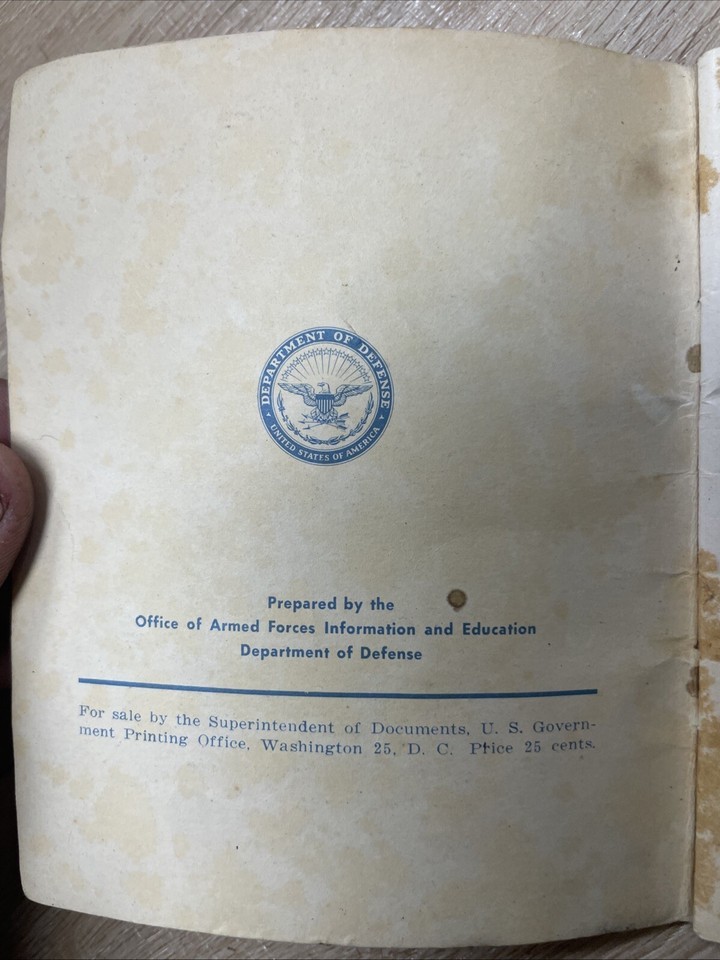 DEPARTMENT OF DEFENSE
UNITED STATES OF AMERICA
Prepared by the
Office of Armed Forces Information and Education
Department of Defense
For sale by the Superintendent of Documents, U. S. Govern-
ment Printing Office, Washington 25, D. C. Price 25 cents.